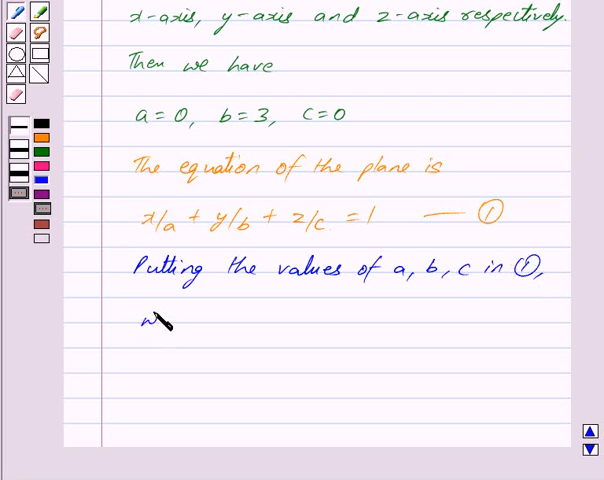 x-axis, y-axis and z-axis respectively.
Then we have
a=0, b=3, c=0
The equation of the plane is
x/a + y/b + z/c = 1 — ①
Putting the values of a, b, c in ①,
w